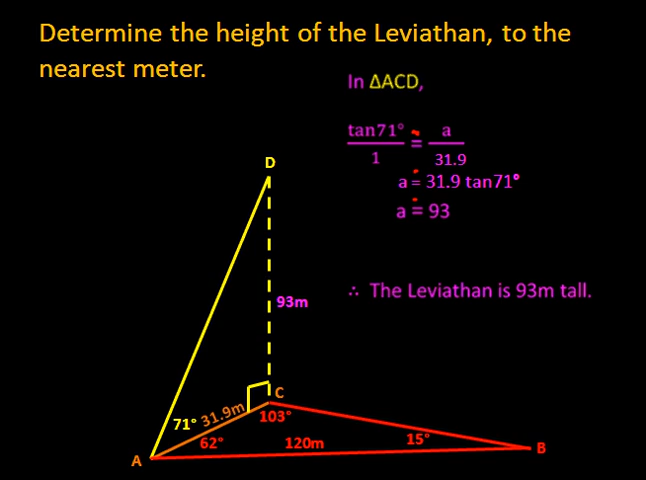 Determine the height of the Leviathan, to the
nearest meter.
In ΔACD,
tan71° = a
1 31.9
a = 31.9 tan71°
a = 93
D
∴ The Leviathan is 93m tall.
93m
C
71° 31.9m 103°
62° 120m 15°
A B